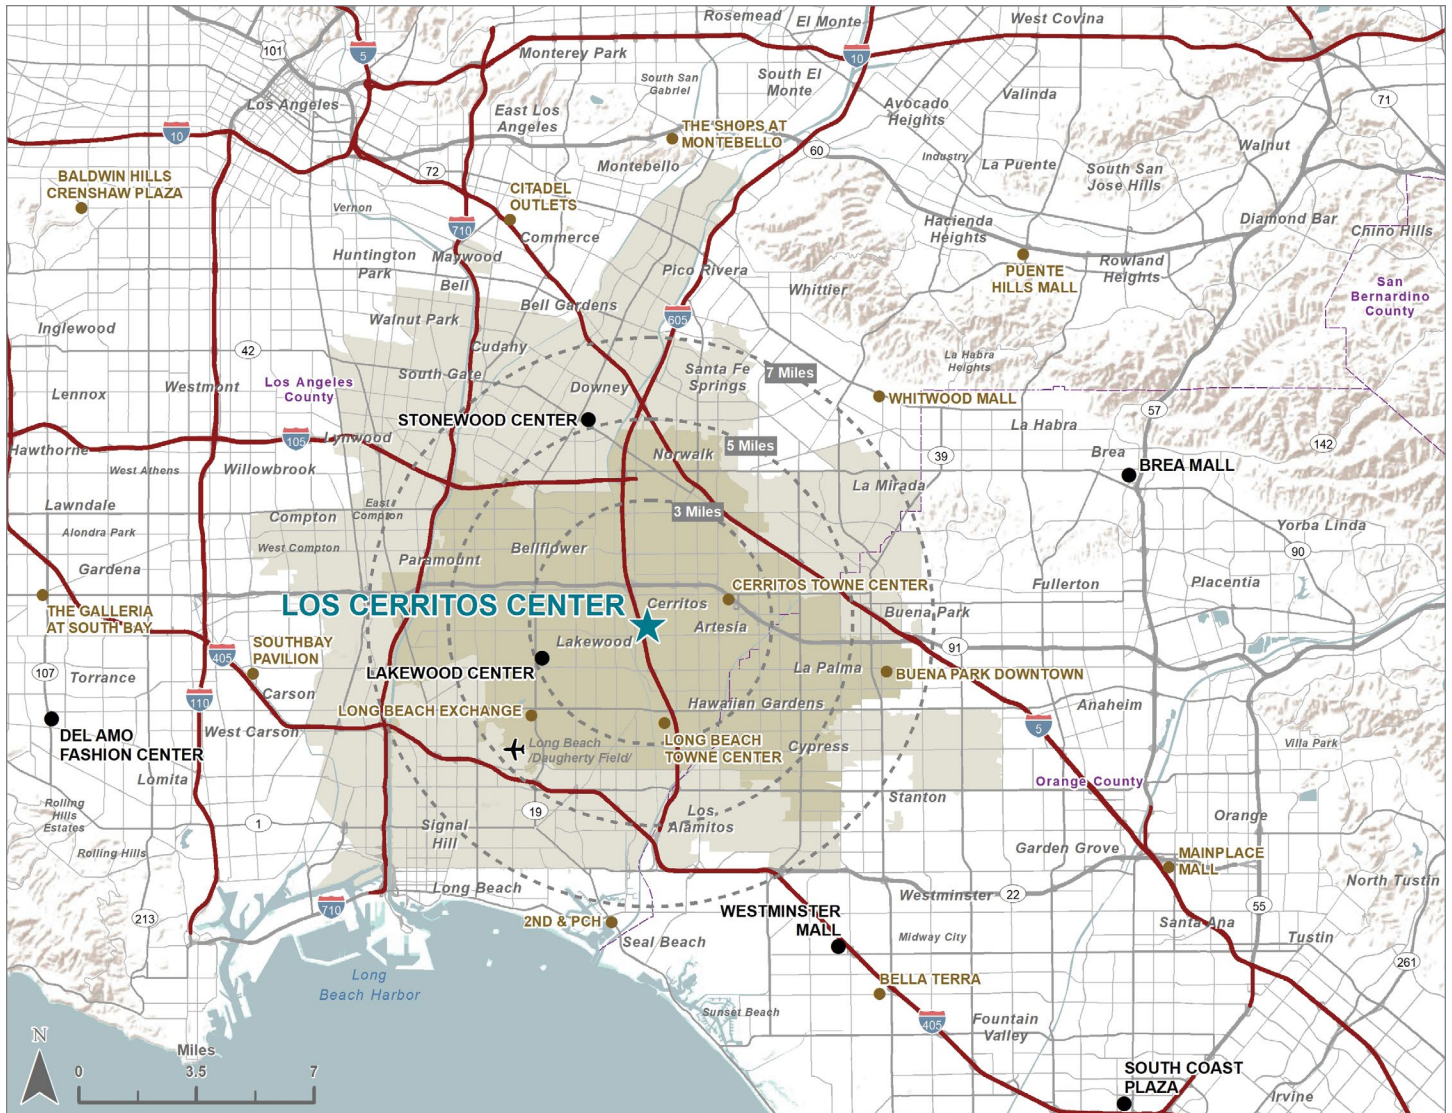 Rosemead
El Monte
West Covina
101
5
Monterey Park
10
South San
Gabriel
South El
Monte
Valinda
Avocado
Heights
71
Los Angeles
East Los
Angeles
10
THE SHOPS AT
MONTEBELLO
60
Walnut
Industry
La Puente
South San
Jose Hills
Montebello
72
BALDWIN HILLS
CRENSHAW PLAZA
CITADEL
OUTLETS
Vernon
710
Commerce
Hacienda
Heights
Diamond Bar
Chino Hills
Huntington
Park
Maywood
Bell
Pico Rivera
Rowland
Heights
PUENTE
HILLS MALL
Whittier
San
Bernardino
County
Bell Gardens
Walnut Park
605
Inglewood
42
Cudahy
La Habra
Heights
South Gate
Downey
Santa Fe
Springs
7 Miles
Westmont
Los Angeles
County
Lennox
WHITWOOD MALL
57
STONEWOOD CENTER
La Habra
105
Lynwood
5 Miles
142
Hawthorne
Norwalk
39
Brea
BREA MALL
West Athens
Willowbrook
La Mirada
Lawndale
East
Compton
Compton
3 Miles
Yorba Linda
Alondra Park
West Compton
Bellflower
90
Gardena
Paramount
CERRITOS TOWNE CENTER
Fullerton
Placentia
THE GALLERIA
AT SOUTH BAY
LOS CERRITOS CENTER
Cerritos
Buena Park
Artesia
SOUTHBAY
PAVILION
405
Lakewood
91
107
LAKEWOOD CENTER
La Palma
BUENA PARK DOWNTOWN
Torrance
Carson
110
LONG BEACH EXCHANGE
Hawaiian Gardens
Anaheim
DEL AMO
FASHION CENTER
West Carson
5
LONG BEACH
TOWNE CENTER
Long Beach
/Daugherty Field/
Cypress
Villa Park
Lomita
Orange County
Rolling
Hills
Estates
Stanton
19
1
Los
Alamitos
Orange
Signal
Hill
Rolling Hills
Garden Grove
MAINPLACE
MALL
Long Beach
North Tustin
Westminster
22
710
213
55
2ND & PCH
WESTMINSTER
MALL
Santa Ana
Seal Beach
Midway City
Tustin
261
Long
Beach Harbor
BELLA TERRA
Sunset Beach
405
Fountain
Valley
N
Miles
0
3.5
7
SOUTH COAST
PLAZA
Irvine